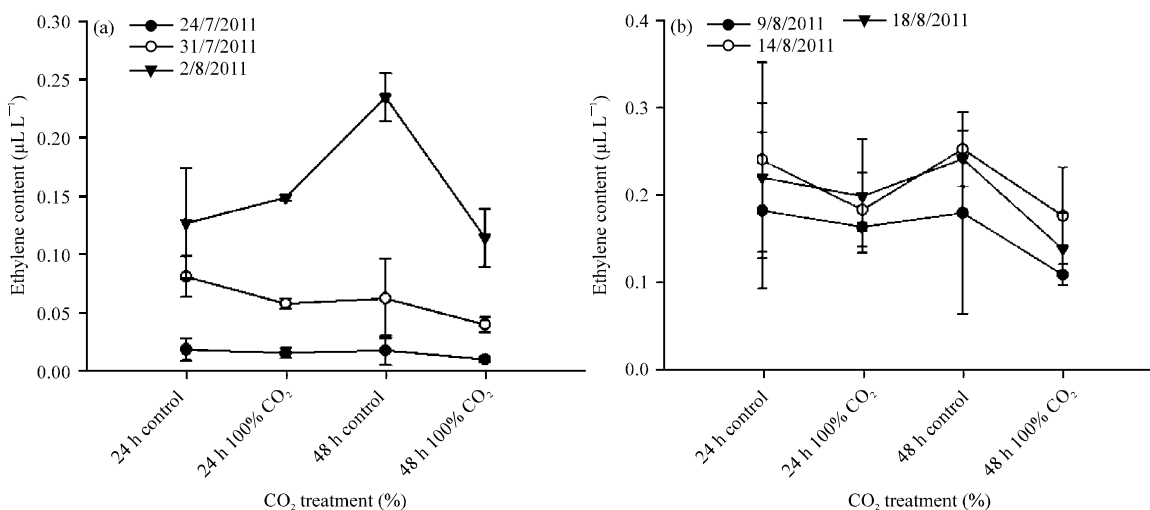 (a)
24/7/2011
31/7/2011
2/8/2011
0.30
0.25
0.20
0.15
0.10
0.05
0.00
Ethylene content (µL L⁻¹)
24 h control
24 h 100% CO₂
48 h control
48 h 100% CO₂
CO₂ treatment (%)
(b)
9/8/2011
14/8/2011
18/8/2011
0.4
0.3
0.2
0.1
0.0
Ethylene content (µL L⁻¹)
24 h control
24 h 100% CO₂
48 h control
48 h 100% CO₂
CO₂ treatment (%)